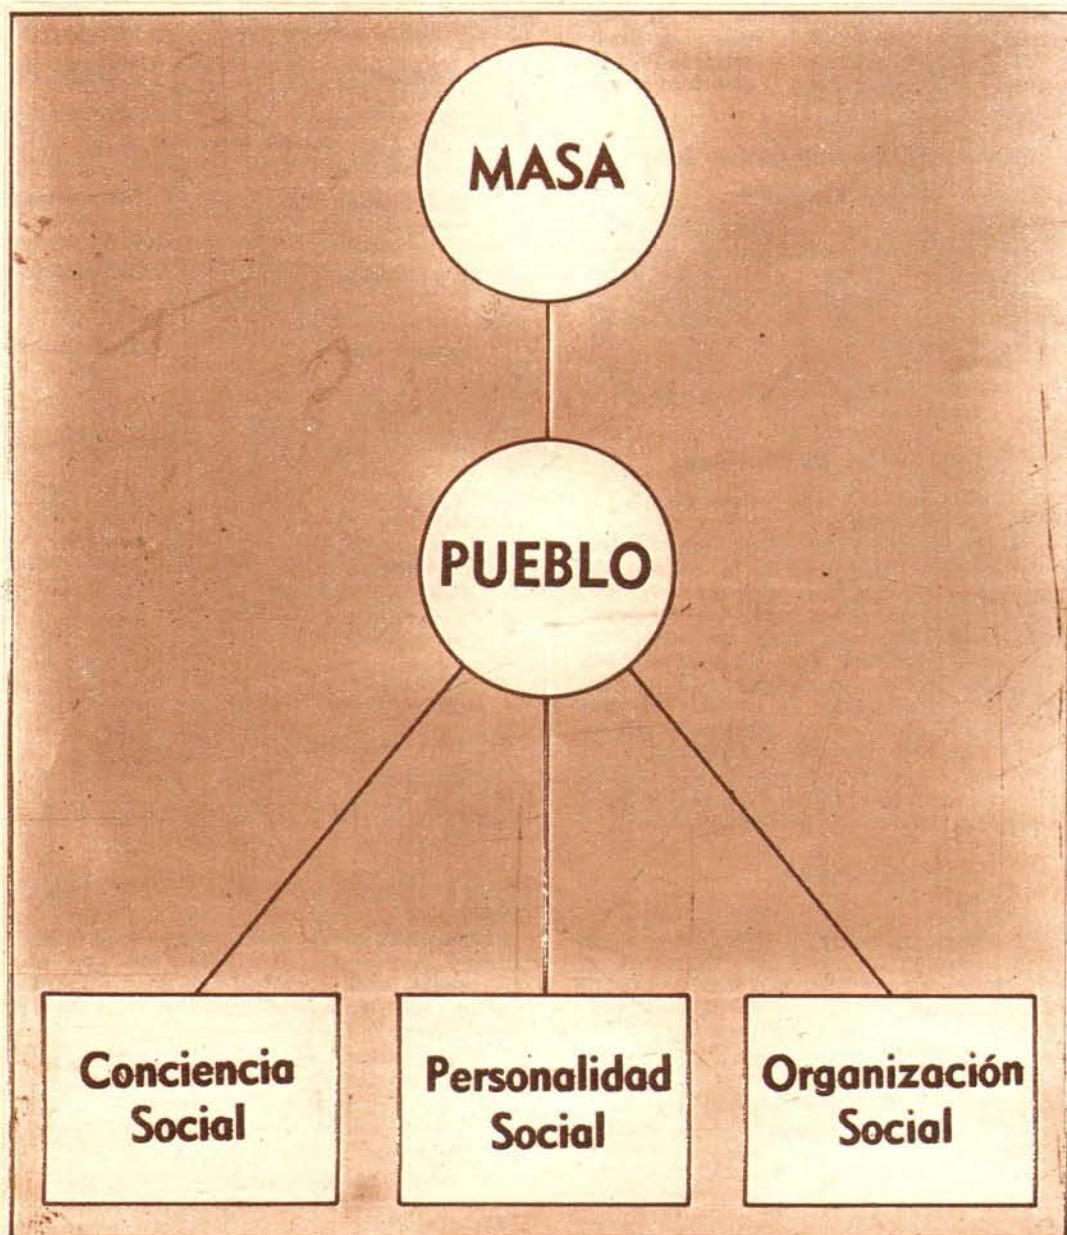 MASA
PUEBLO
Conciencia
Social
Personalidad
Social
Organización
Social